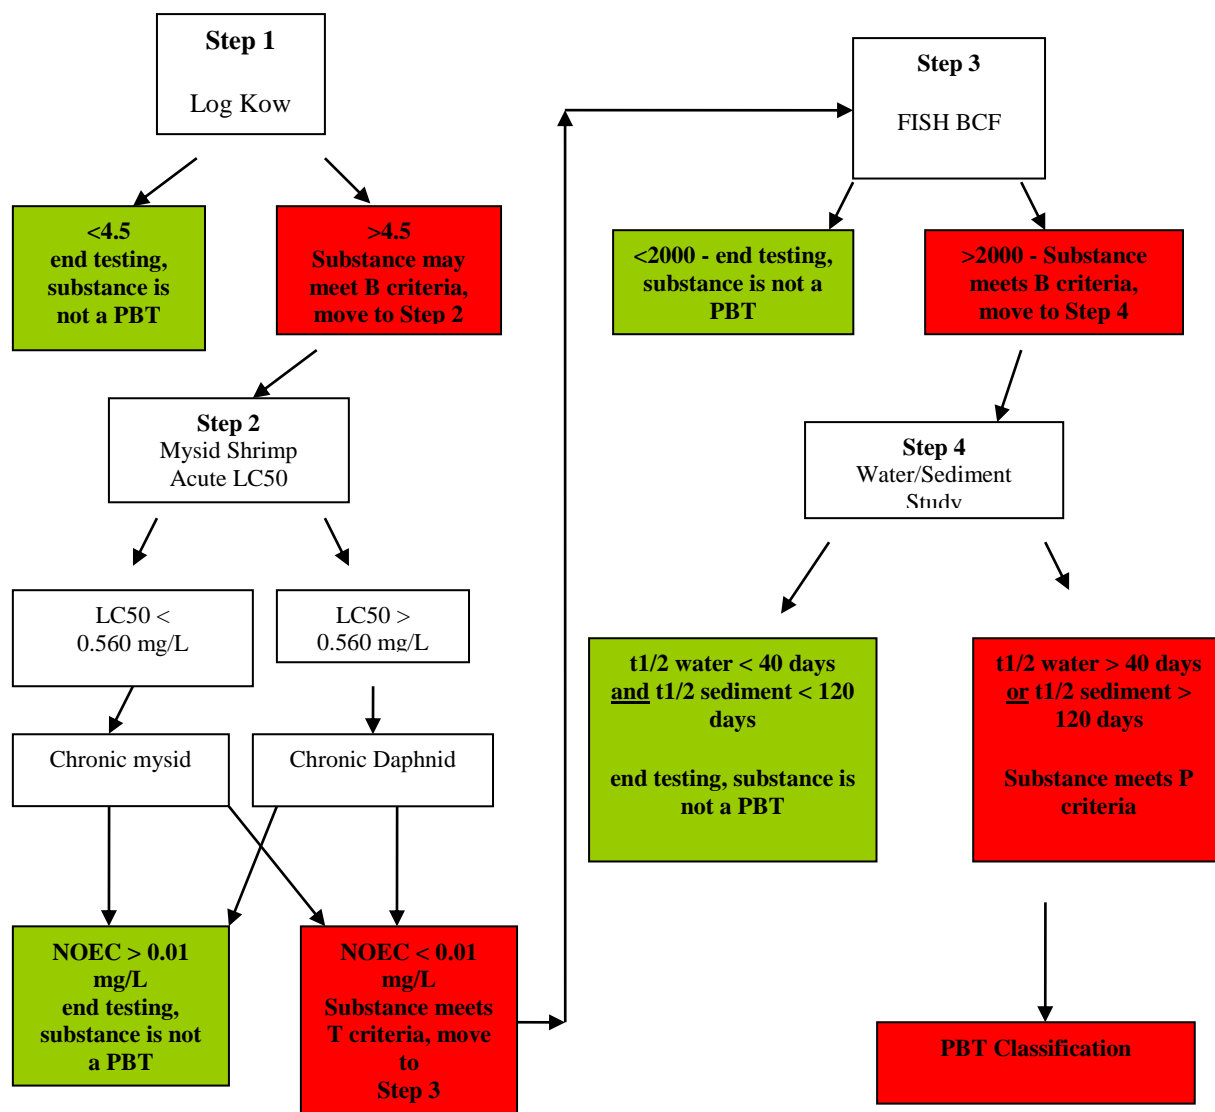 Step 1
Log Kow
<4.5
end testing,
substance is
not a PBT
>4.5
Substance may
meet B criteria,
move to Step 2
Step 2
Mysid Shrimp
Acute LC50
LC50 <
0.560 mg/L
LC50 >
0.560 mg/L
Chronic mysid
Chronic Daphnid
NOEC > 0.01
mg/L
end testing,
substance is not
a PBT
NOEC < 0.01
mg/L
Substance meets
T criteria, move
to
Step 3
Step 3
FISH BCF
<2000 - end testing,
substance is not a
PBT
>2000 - Substance
meets B criteria,
move to Step 4
Step 4
Water/Sediment
Study
t1/2 water < 40 days
and t1/2 sediment < 120
days
end testing, substance is
not a PBT
t1/2 water > 40 days
or t1/2 sediment >
120 days
Substance meets P
criteria
PBT Classification